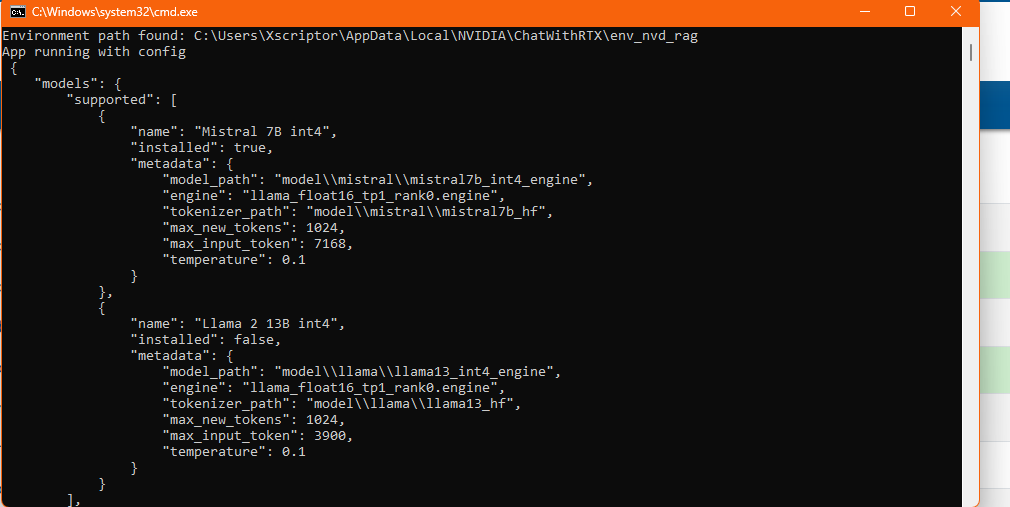 C:\Windows\system32\cmd.exe
Environment path found: C:\Users\Xscriptor\AppData\Local\NVIDIA\ChatWithRTX\env_nvd_rag
App running with config
 {
    "models": {
        "supported": [
            {
                "name": "Mistral 7B int4",
                "installed": true,
                "metadata": {
                    "model_path": "model\\mistral\\mistral7b_int4_engine",
                    "engine": "llama_float16_tp1_rank0.engine",
                    "tokenizer_path": "model\\mistral\\mistral7b_hf",
                    "max_new_tokens": 1024,
                    "max_input_token": 7168,
                    "temperature": 0.1
                }
            },
            {
                "name": "Llama 2 13B int4",
                "installed": false,
                "metadata": {
                    "model_path": "model\\llama\\llama13_int4_engine",
                    "engine": "llama_float16_tp1_rank0.engine",
                    "tokenizer_path": "model\\llama\\llama13_hf",
                    "max_new_tokens": 1024,
                    "max_input_token": 3900,
                    "temperature": 0.1
                }
            }
        ],